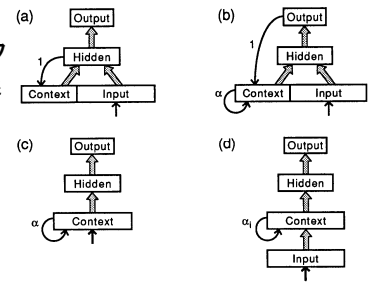 (a)
Output
Hidden
1
Context
Input
(b)
Output
1
Hidden
α
Context
Input
(c)
Output
Hidden
α
Context
(d)
Output
Hidden
αi
Context
Input